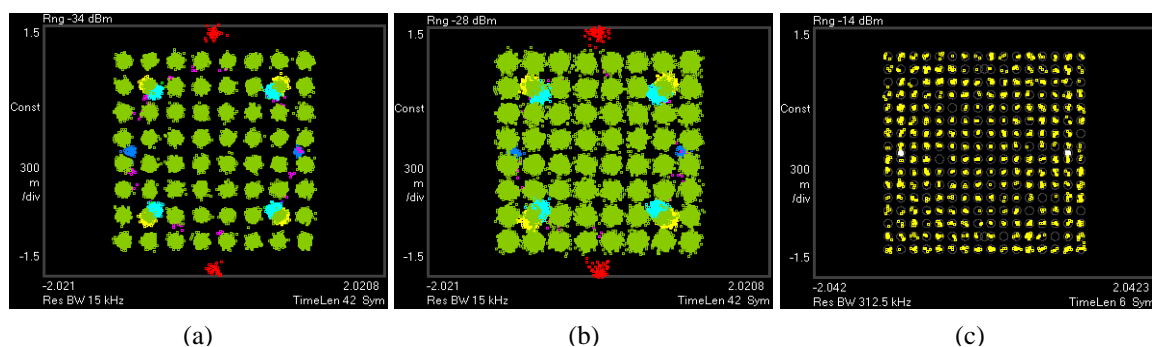 Rng -34 dBm
1.5
Const
300
m
/div
-1.5
-2.021
2.0208
Res BW 15 kHz
TimeLen 42 Sym
(a)
Rng -28 dBm
1.5
Const
300
m
/div
-1.5
-2.021
2.0208
Res BW 15 kHz
TimeLen 42 Sym
(b)
Rng -14 dBm
1.5
Const
300
m
/div
-1.5
-2.042
2.0423
Res BW 312.5 kHz
TimeLen 6 Sym
(c)